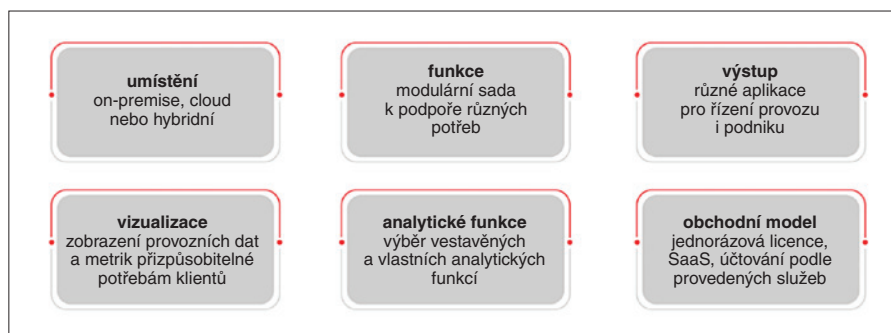 umístění
on-premise, cloud
nebo hybridní
funkce
modulární sada
k podpoře různých
potřeb
výstup
různé aplikace
pro řízení provozu
i podniku
vizualizace
zobrazení provozních dat
a metrik přizpůsobitelné
potřebám klientů
analytické funkce
výběr vestavěných
a vlastních analytických
funkcí
obchodní model
jednorázová licence,
SaaS, účtování podle
provedených služeb